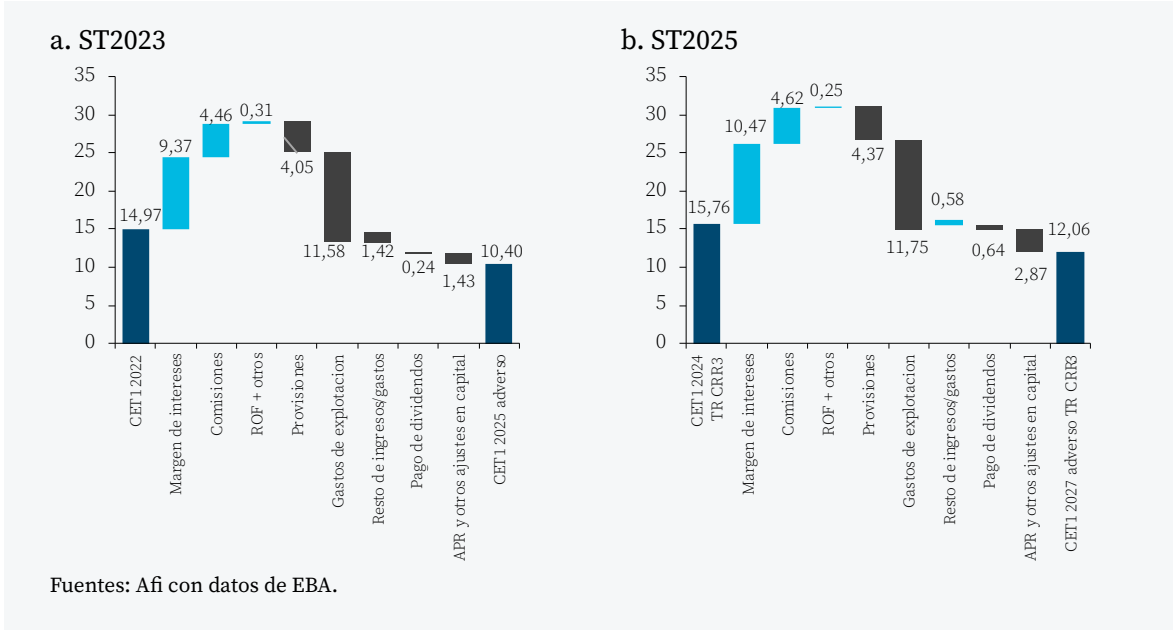 a. ST2023
35
30
25
20
15
10
5
0
14,97
9,37
4,46
0,31
4,05
11,58
1,42
0,24
1,43
10,40
CET1 2022
Margen de intereses
Comisiones
ROF + otros
Provisiones
Gastos de explotacion
Resto de ingresos/gastos
Pago de dividendos
APR y otros ajustes en capital
CET1 2025 adverso
b. ST2025
35
30
25
20
15
10
5
0
15,76
10,47
4,62
0,25
4,37
11,75
0,58
0,64
2,87
12,06
CET1 2024
TR CRR3
Margen de intereses
Comisiones
ROF + otros
Provisiones
Gastos de explotacion
Resto de ingresos/gastos
Pago de dividendos
APR y otros ajustes en capital
CET1 2027 adverso TR CRR3
Fuentes: Afi con datos de EBA.